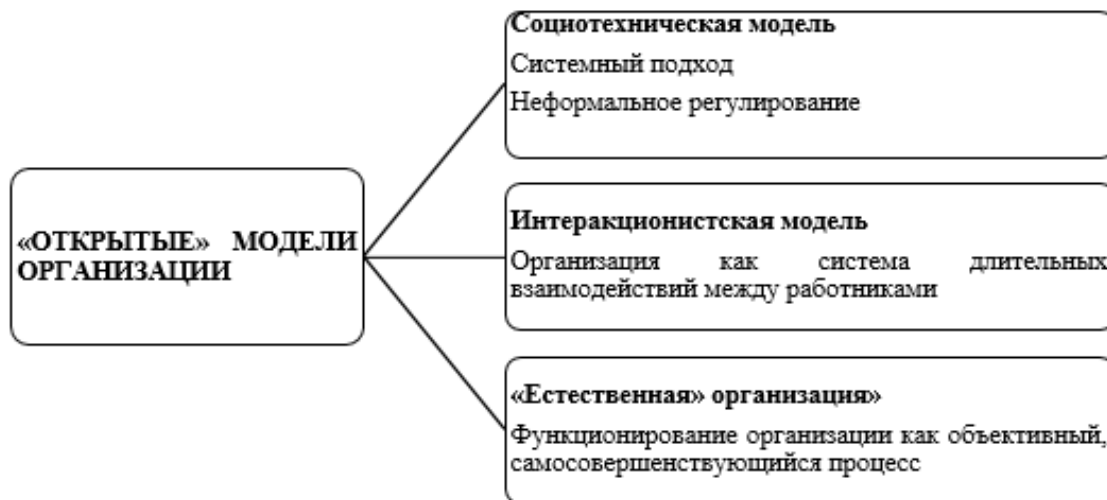 Социотехническая модель
Системный подход
Неформальное регулирование
«ОТКРЫТЫЕ» МОДЕЛИ
ОРГАНИЗАЦИИ
Интеракционистская модель
Организация как система длительных
взаимодействий между работниками
«Естественная» организация»
Функционирование организации как объективный,
самосовершенствующийся процесс